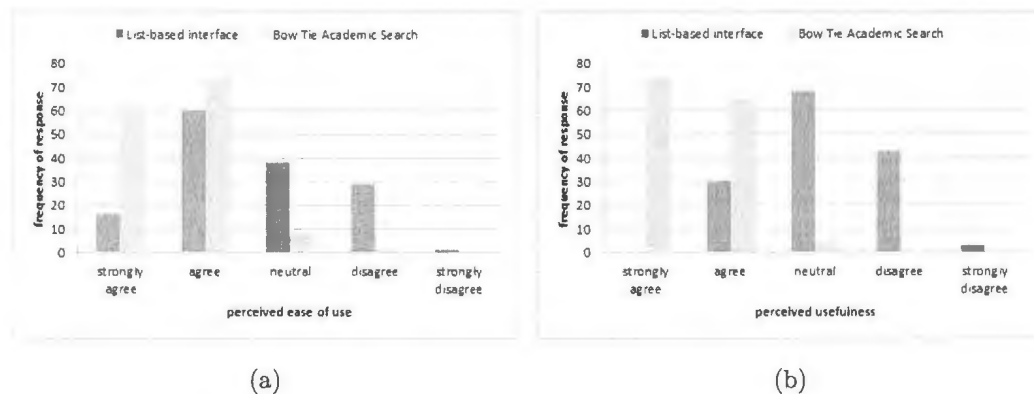 List-based interface Bow Tie Academic Search
80
70
60
50
40
30
20
10
0
frequency of response
strongly agree
agree
neutral
disagree
strongly disagree
perceived ease of use
(a)
List-based interface Bow Tie Academic Search
80
70
60
50
40
30
20
10
0
frequency of response
strongly agree
agree
neutral
disagree
strongly disagree
perceived usefulness
(b)